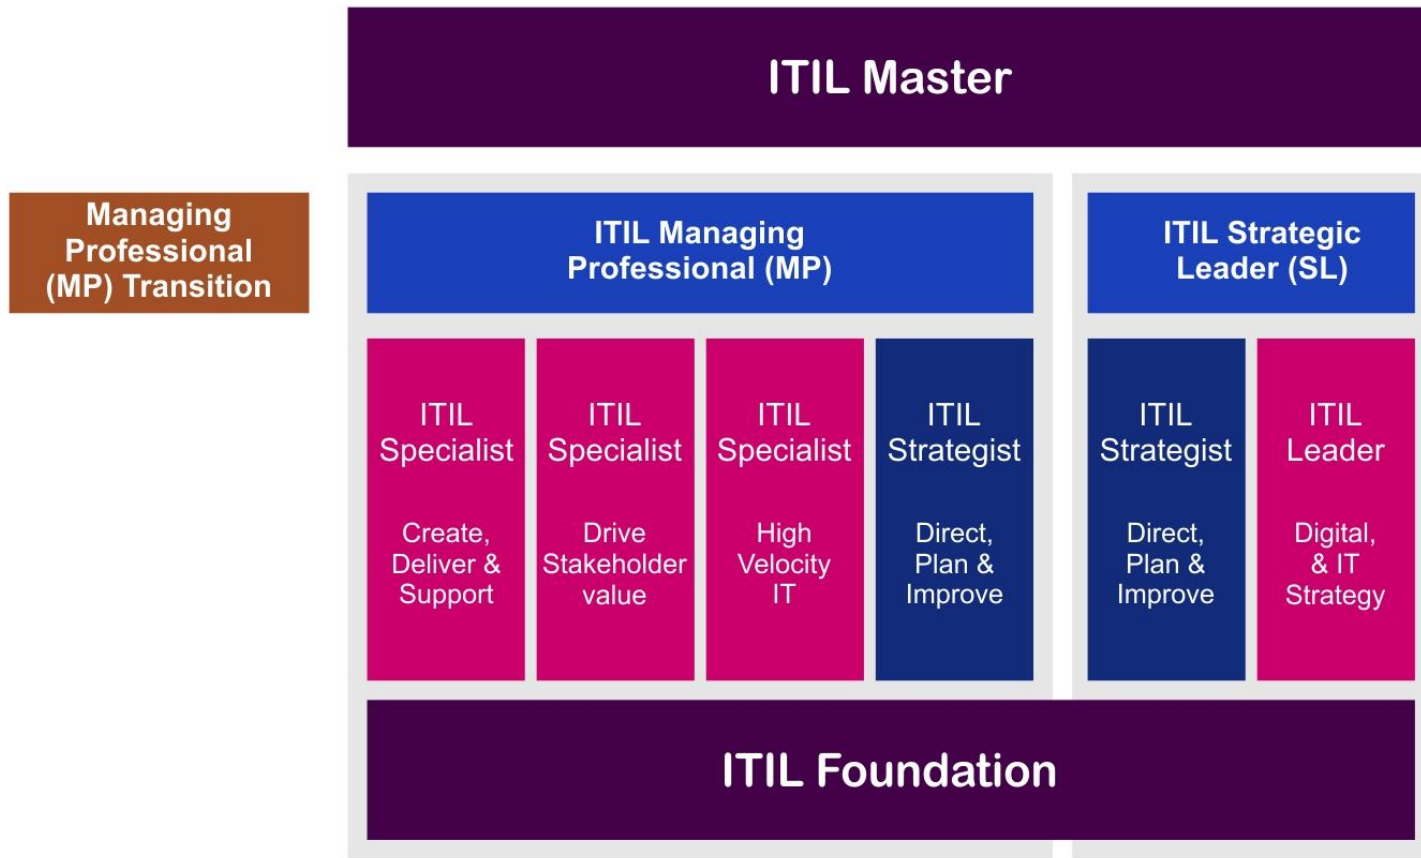 ITIL Master
Managing
Professional
(MP) Transition
ITIL Managing
Professional (MP)
ITIL Strategic
Leader (SL)
ITIL
Specialist
Create,
Deliver &
Support
ITIL
Specialist
Drive
Stakeholder
value
ITIL
Specialist
High
Velocity
IT
ITIL
Strategist
Direct,
Plan &
Improve
ITIL
Strategist
Direct,
Plan &
Improve
ITIL
Leader
Digital,
& IT
Strategy
ITIL Foundation